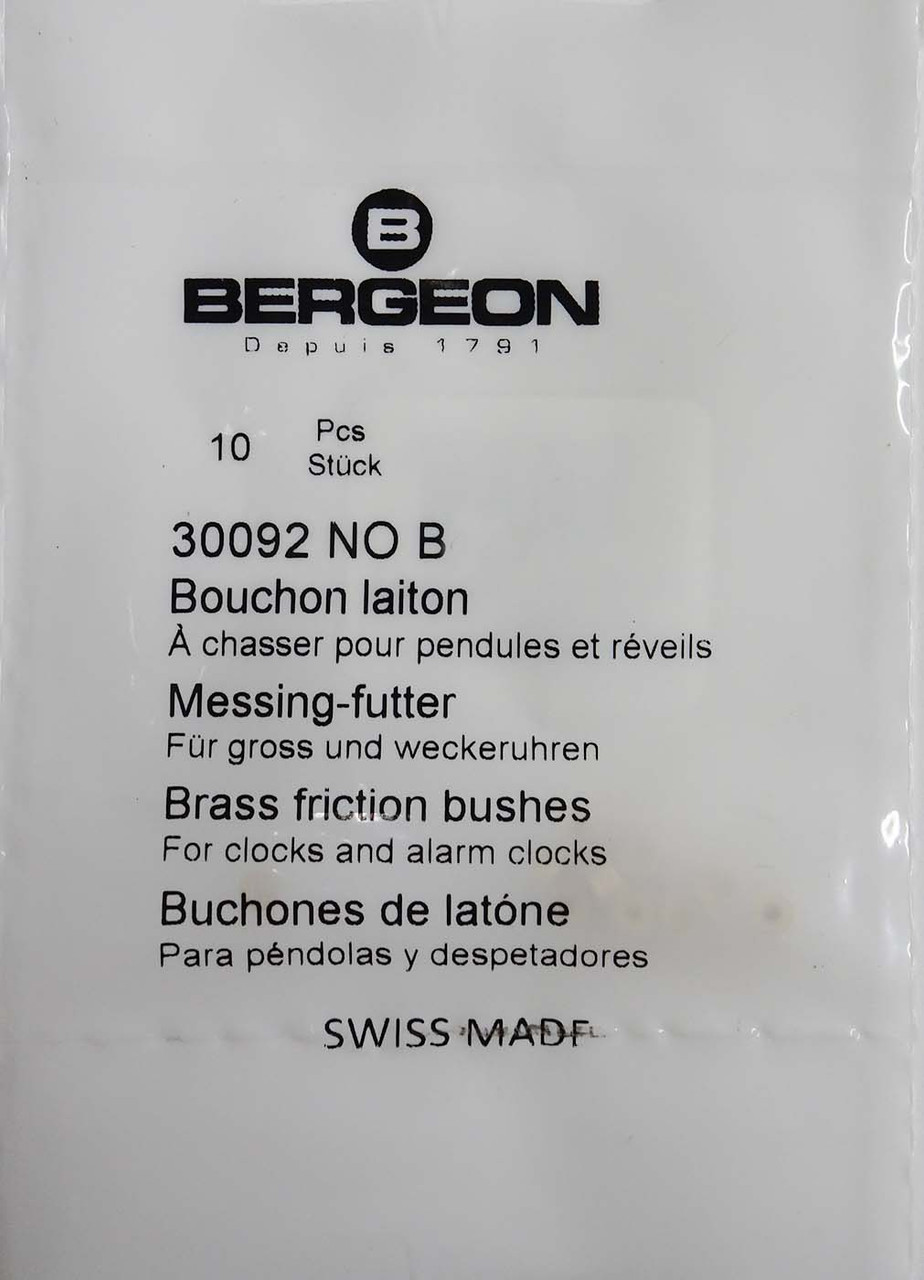 B
BERGEON
Depuis 1791
10 Pcs
Stück
30092 NO B
Bouchon laiton
À chasser pour pendules et réveils
Messing-futter
Für gross und weckeruhren
Brass friction bushes
For clocks and alarm clocks
Buchones de latóne
Para péndolas y despetadores
SWISS MADE